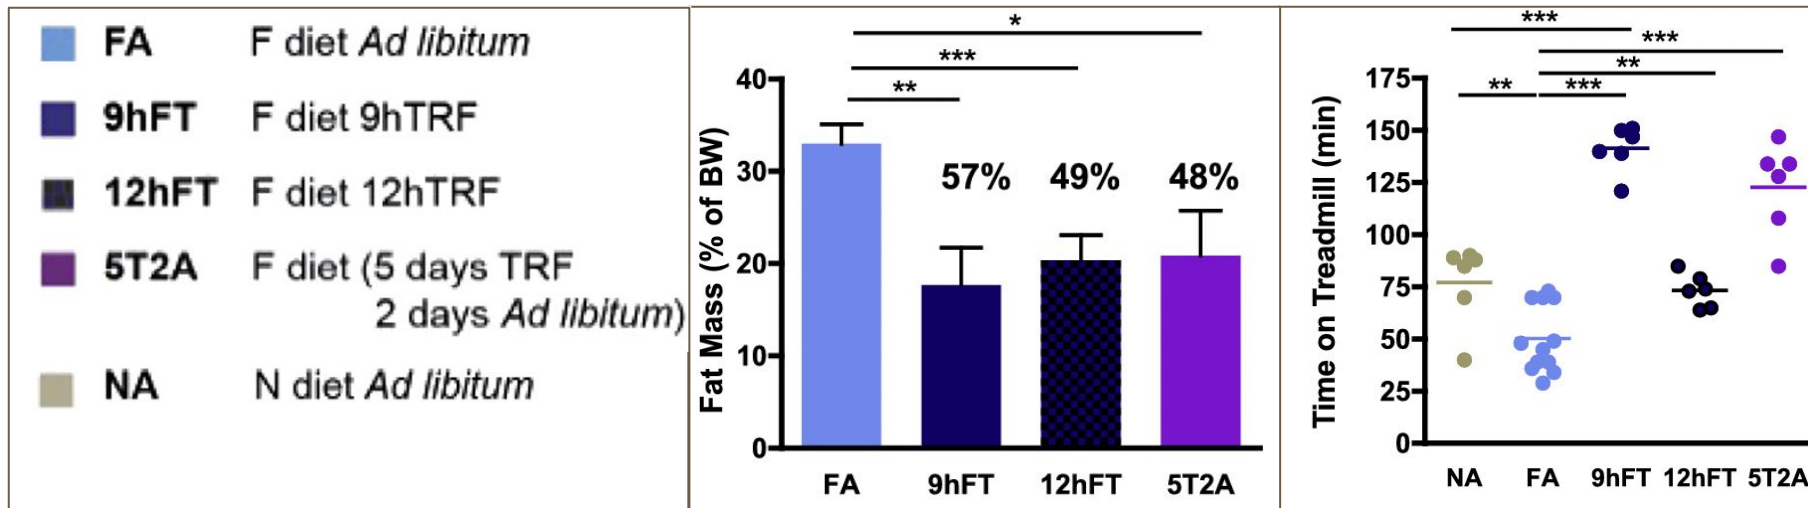 FA F diet Ad libitum
9hFT F diet 9hTRF
12hFT F diet 12hTRF
5T2A F diet (5 days TRF
2 days Ad libitum)
NA N diet Ad libitum
*
***
**
40
30
20
10
0
Fat Mass (% of BW)
57% 49% 48%
FA 9hFT 12hFT 5T2A
***
***
**
** ***
175
150
125
100
75
50
25
0
Time on Treadmill (min)
NA FA 9hFT 12hFT 5T2A